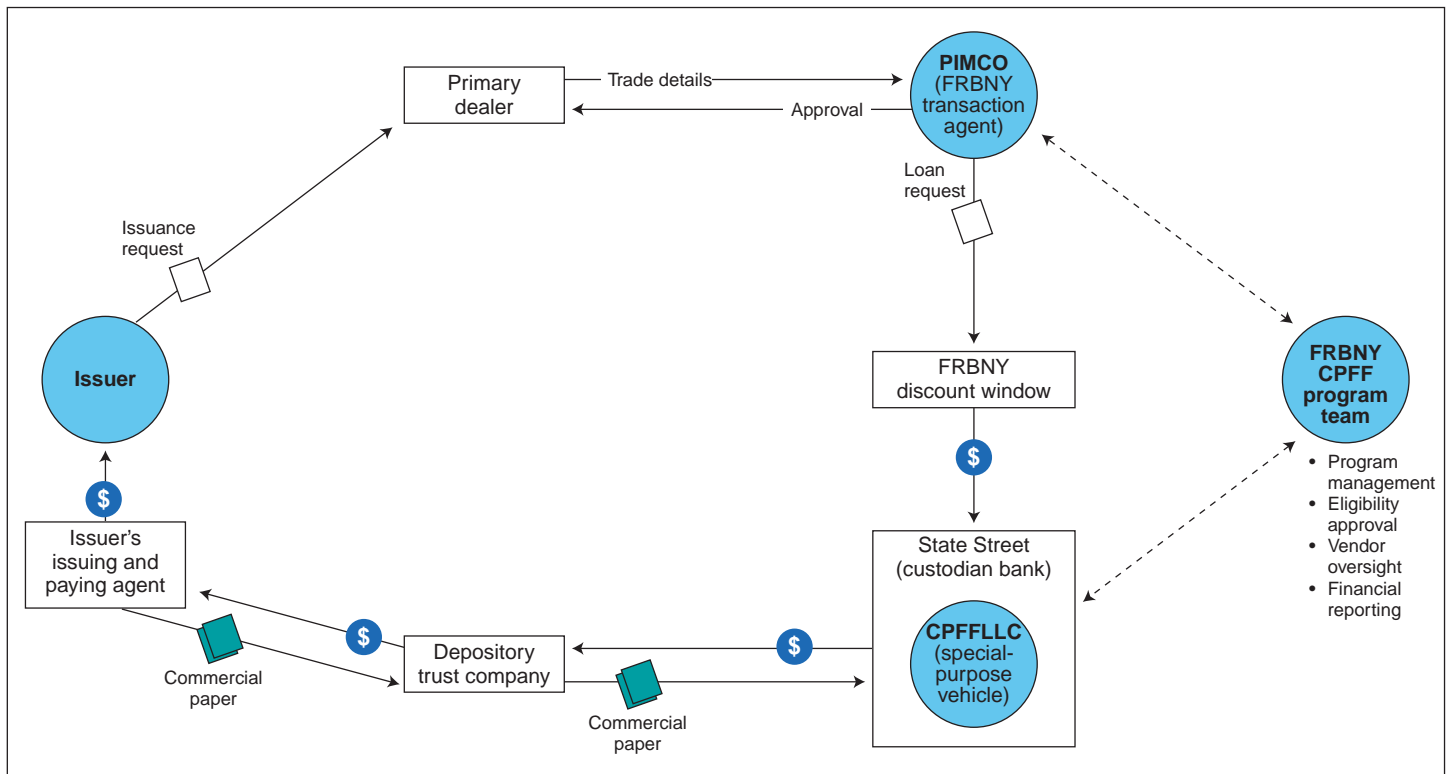 Primary
dealer
Trade details
Approval
PIMCO
(FRBNY
transaction
agent)
Loan
request
Issuance
request
Issuer
FRBNY
discount window
FRBNY
CPFF
program
team
• Program
management
• Eligibility
approval
• Vendor
oversight
• Financial
reporting
$
$
Issuer's
issuing and
paying agent
State Street
(custodian bank)
CPFFLLC
(special-
purpose
vehicle)
$
$
Depository
trust company
Commercial
paper
Commercial
paper